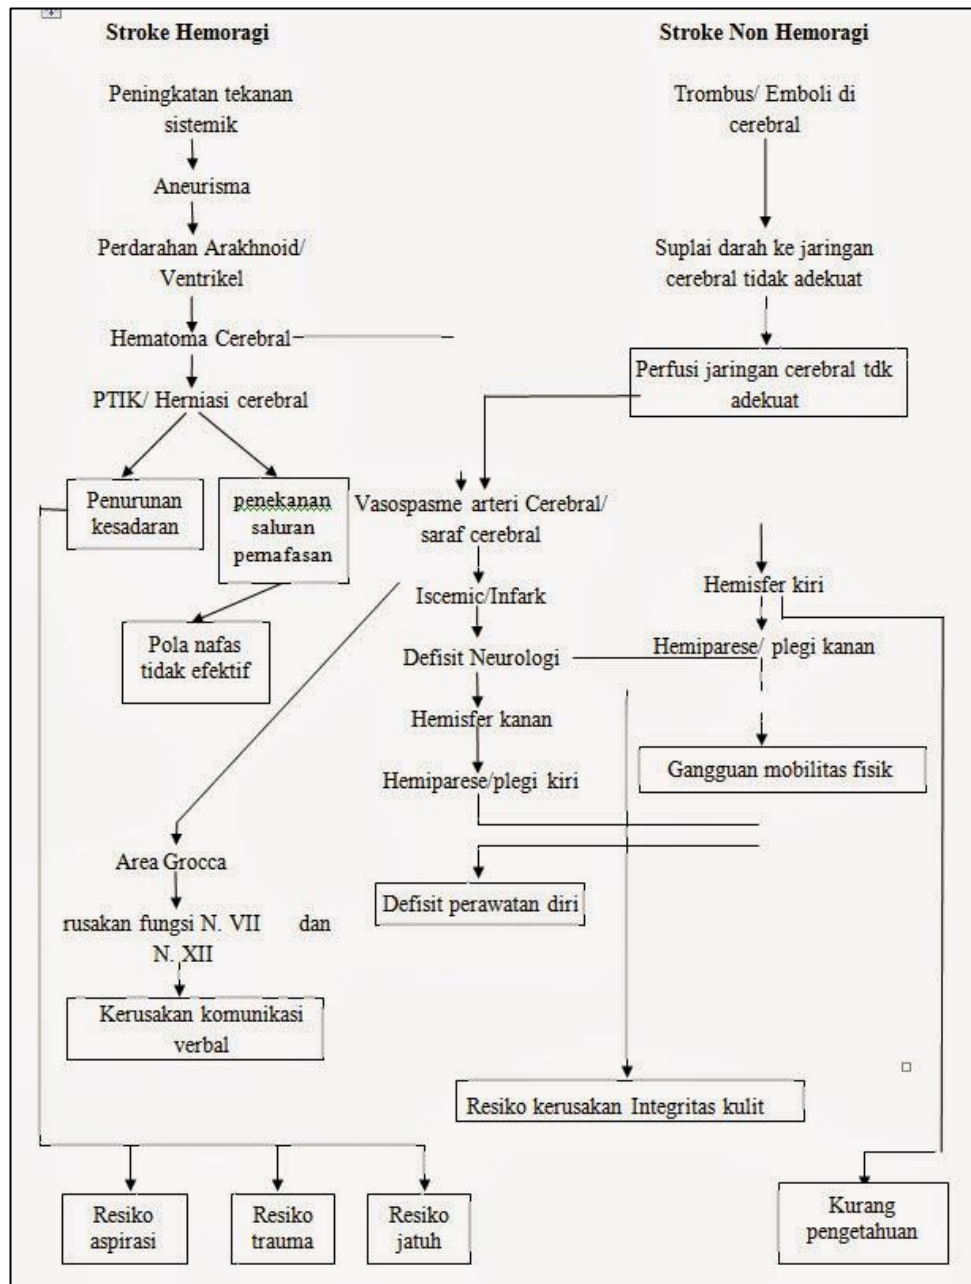 Stroke Hemoragi
Stroke Non Hemoragi
Peningkatan tekanan
sistemik
Trombus/ Emboli di
cerebral
Aneurisma
Perdarahan Arakhnoid/
Ventrikel
Suplai darah ke jaringan
cerebral tidak adekuat
Hematoma Cerebral
Perfusi jaringan cerebral tdk
adekuat
PTIK/ Herniasi cerebral
Penurunan
kesadaran
penekanan
saluran
pernafasan
Vasospasme arteri Cerebral/
saraf cerebral
Iscemic/Infark
Hemisfer kiri
Pola nafas
tidak efektif
Defisit Neurologi
Hemiparese/ plegi kanan
Hemisfer kanan
Gangguan mobilitas fisik
Hemiparese/plegi kiri
Area Grocca
Defisit perawatan diri
rusakan fungsi N. VII dan
N. XII
Kerusakan komunikasi
verbal
Resiko kerusakan Integritas kulit
Resiko
aspirasi
Resiko
trauma
Resiko
jatuh
Kurang
pengetahuan